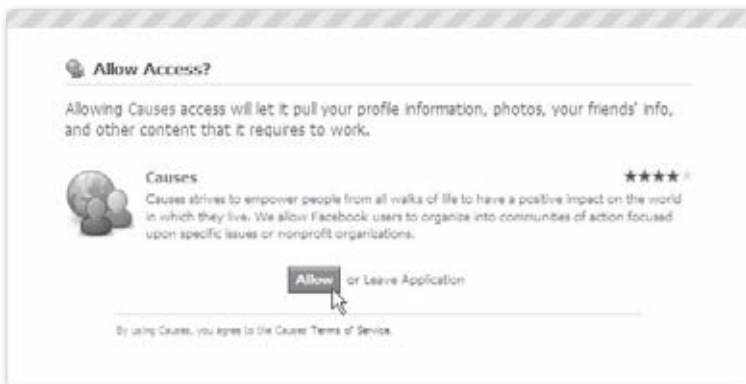 Allow Access?
Allowing Causes access will let it pull your profile information, photos, your friends' info,
and other content that it requires to work.
Causes
Causes strives to empower people from all walks of life to have a positive impact on the world
in which they live. We allow Facebook users to organize into communities of action focused
upon specific issues or nonprofit organizations.
Allow or Leave Application
By using Causes, you agree to the Causes Terms of Service.